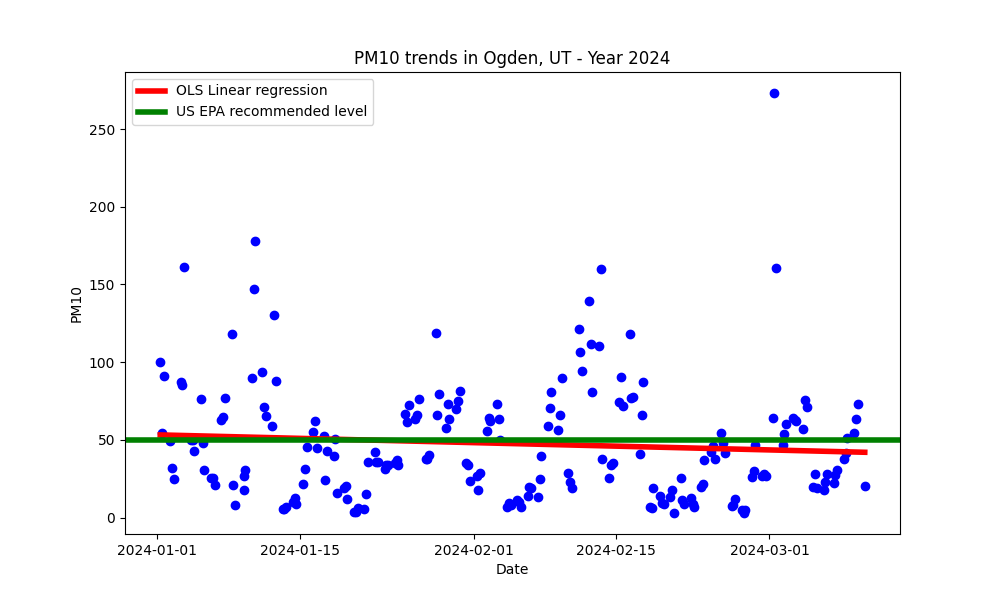 PM10 trends in Ogden, UT - Year 2024
OLS Linear regression
US EPA recommended level
250
200
150
100
50
0
PM10
2024-01-01
2024-01-15
2024-02-01
2024-02-15
2024-03-01
Date